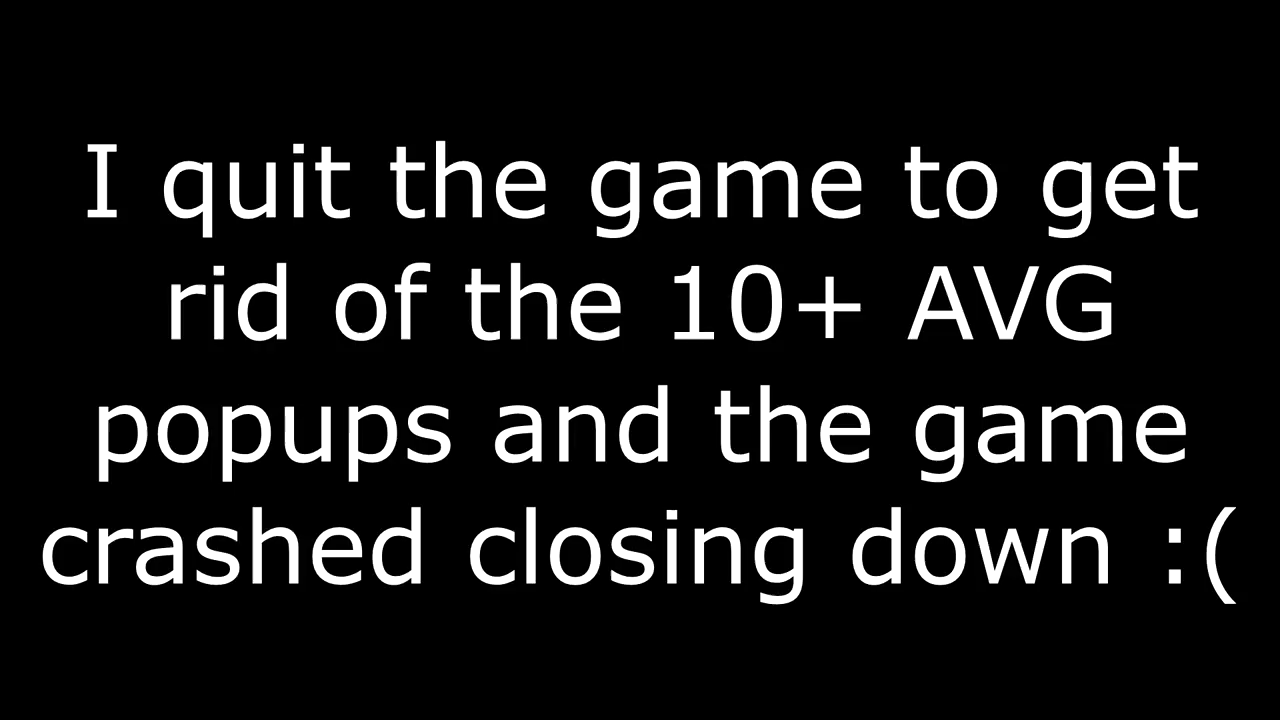 I quit the game to get
rid of the 10+ AVG
popups and the game
crashed closing down :(